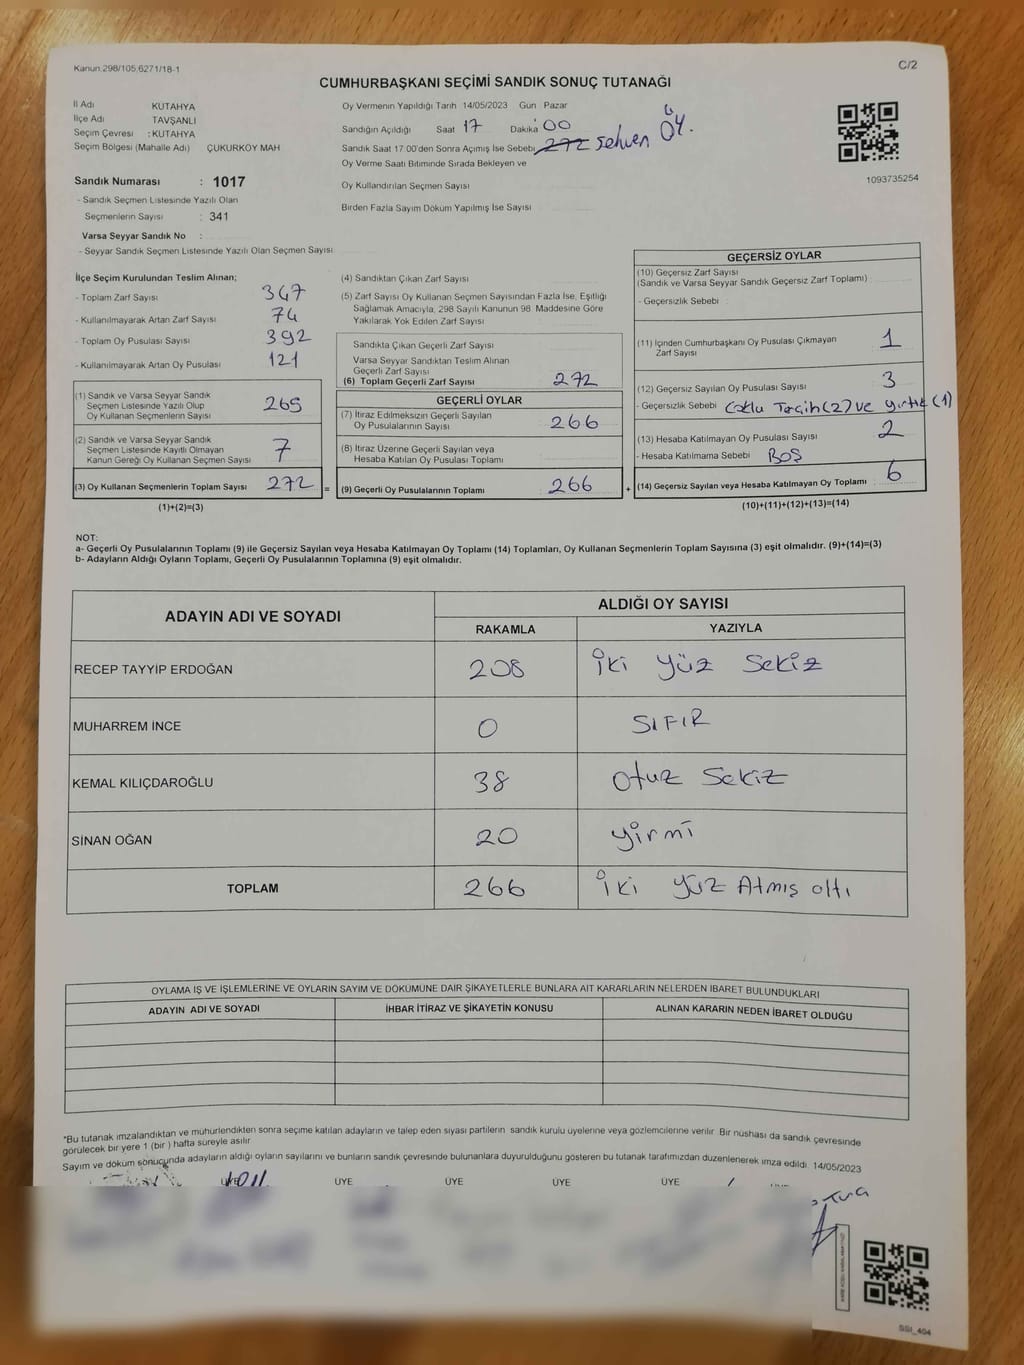 Kanun:298/105;6271/18-1
C/2
CUMHURBAŞKANI SEÇİMİ SANDIK SONUÇ TUTANAĞI
İl Adı KÜTAHYA
İlçe Adı TAVŞANLI
Seçim Çevresi : KÜTAHYA
Seçim Bölgesi (Mahalle Adı) ÇUKURKÖY MAH
Oy Vermenin Yapıldığı Tarih 14/05/2023 Gün : Pazar
Sandığın Açıldığı Saat 17 Dakika 00
Sandık Saat 17:00'den Sonra Açımış İse Sebebi 272 sehven
Oy Verme Saati Bitiminde Sırada Bekleyen ve
Oy Kullandırılan Seçmen Sayısı
Birden Fazla Sayım Döküm Yapılmış İse Sayısı
1093735254
Sandık Numarası : 1017
- Sandık Seçmen Listesinde Yazılı Olan
Seçmenlerin Sayısı : 341
Varsa Seyyar Sandık No :
- Seyyar Sandık Seçmen Listesinde Yazılı Olan Seçmen Sayısı
İlçe Seçim Kurulundan Teslim Alınan;
- Toplam Zarf Sayısı 347
- Kullanılmayarak Artan Zarf Sayısı 74
- Toplam Oy Pusulası Sayısı 392
- Kullanılmayarak Artan Oy Pusulası 121
(1) Sandık ve Varsa Seyyar Sandık
Seçmen Listesinde Yazılı Olup
Oy Kullanan Seçmenlerin Sayısı 265
(2) Sandık ve Varsa Seyyar Sandık
Seçmen Listesinde Kayıtlı Olmayan
Kanun Gereği Oy Kullanan Seçmen Sayısı 7
(3) Oy Kullanan Seçmenlerin Toplam Sayısı 272 =
(1)+(2)=(3)
(4) Sandıktan Çıkan Zarf Sayısı
(5) Zarf Sayısı Oy Kullanan Seçmen Sayısından Fazla İse, Eşitliği
Sağlamak Amacıyla, 298 Sayılı Kanunun 98. Maddesine Göre
Yakılarak Yok Edilen Zarf Sayısı
Sandıkta Çıkan Geçerli Zarf Sayısı
Varsa Seyyar Sandıktan Teslim Alınan
Geçerli Zarf Sayısı
(6) Toplam Geçerli Zarf Sayısı 272
GEÇERLİ OYLAR
(7) İtiraz Edilmeksizin Geçerli Sayılan
Oy Pusulalarının Sayısı 266
(8) İtiraz Üzerine Geçerli Sayılan veya
Hesaba Katılan Oy Pusulası Toplamı
(9) Geçerli Oy Pusulalarının Toplamı 266 +
GEÇERSİZ OYLAR
(10) Geçersiz Zarf Sayısı
(Sandık ve Varsa Seyyar Sandık Geçersiz Zarf Toplamı)
- Geçersizlik Sebebi :
(11) İçinden Cumhurbaşkanı Oy Pusulası Çıkmayan
Zarf Sayısı 1
(12) Geçersiz Sayılan Oy Pusulası Sayısı 3
- Geçersizlik Sebebi Çoklu Tercih (2) ve yırtık (1)
(13) Hesaba Katılmayan Oy Pusulası Sayısı 2
- Hesaba Katılmama Sebebi BOŞ
(14) Geçersiz Sayılan veya Hesaba Katılmayan Oy Toplamı 6
(10)+(11)+(12)+(13)=(14)
NOT:
a- Geçerli Oy Pusulalarının Toplamı (9) ile Geçersiz Sayılan veya Hesaba Katılmayan Oy Toplamı (14) Toplamları, Oy Kullanan Seçmenlerin Toplam Sayısına (3) eşit olmalıdır. (9)+(14)=(3)
b- Adayların Aldığı Oyların Toplamı, Geçerli Oy Pusulalarının Toplamına (9) eşit olmalıdır.
ADAYIN ADI VE SOYADI ALDIĞI OY SAYISI
RAKAMLA YAZIYLA
RECEP TAYYİP ERDOĞAN 208 iki yüz sekiz
MUHARREM İNCE 0 SIFIR
KEMAL KILIÇDAROĞLU 38 otuz sekiz
SİNAN OĞAN 20 yirmi
TOPLAM 266 iki yüz Atmış altı
OYLAMA İŞ VE İŞLEMLERİNE VE OYLARIN SAYIM VE DÖKÜMÜNE DAİR ŞİKAYETLERLE BUNLARA AİT KARARLARIN NELERDEN İBARET BULUNDUKLARI
ADAYIN ADI VE SOYADI İHBAR İTİRAZ VE ŞİKAYETİN KONUSU ALINAN KARARIN NEDEN İBARET OLDUĞU
*Bu tutanak imzalandıktan ve mühürlendikten sonra seçime katılan adayların ve talep eden siyasi partilerin sandık kurulu üyelerine veya gözlemcilerine verilir. Bir nüshası da sandık çevresinde
görülecek bir yere 1 (bir ) hafta süreyle asılır.
Sayım ve döküm sonucunda adayların aldığı oyların sayılarını ve bunların sandık çevresinde bulunanlara duyurulduğunu gösteren bu tutanak tarafımızdan düzenlenerek imza edildi. 14/05/2023
ÜYE ÜYE ÜYE ÜYE ÜYE
SSI_404